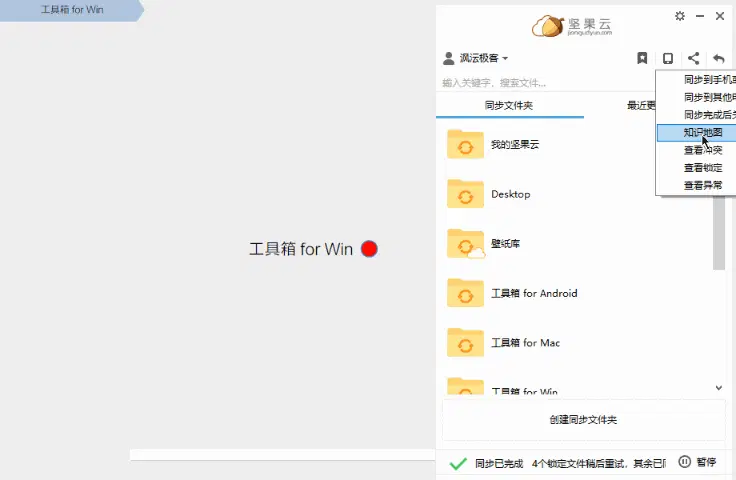 工具箱 for Win
坚果云
jianguoyun.com
沨沄极客
输入关键字，搜索文件...
同步到手机
同步到其他
同步完成后
知识地图
查看冲突
查看锁定
查看异常
同步文件夹
最近更
我的坚果云
Desktop
壁纸库
工具箱 for Win
工具箱 for Android
工具箱 for Mac
工具箱 for Win
创建同步文件夹
同步已完成 4个锁定文件稍后重试，其余已同
暂停